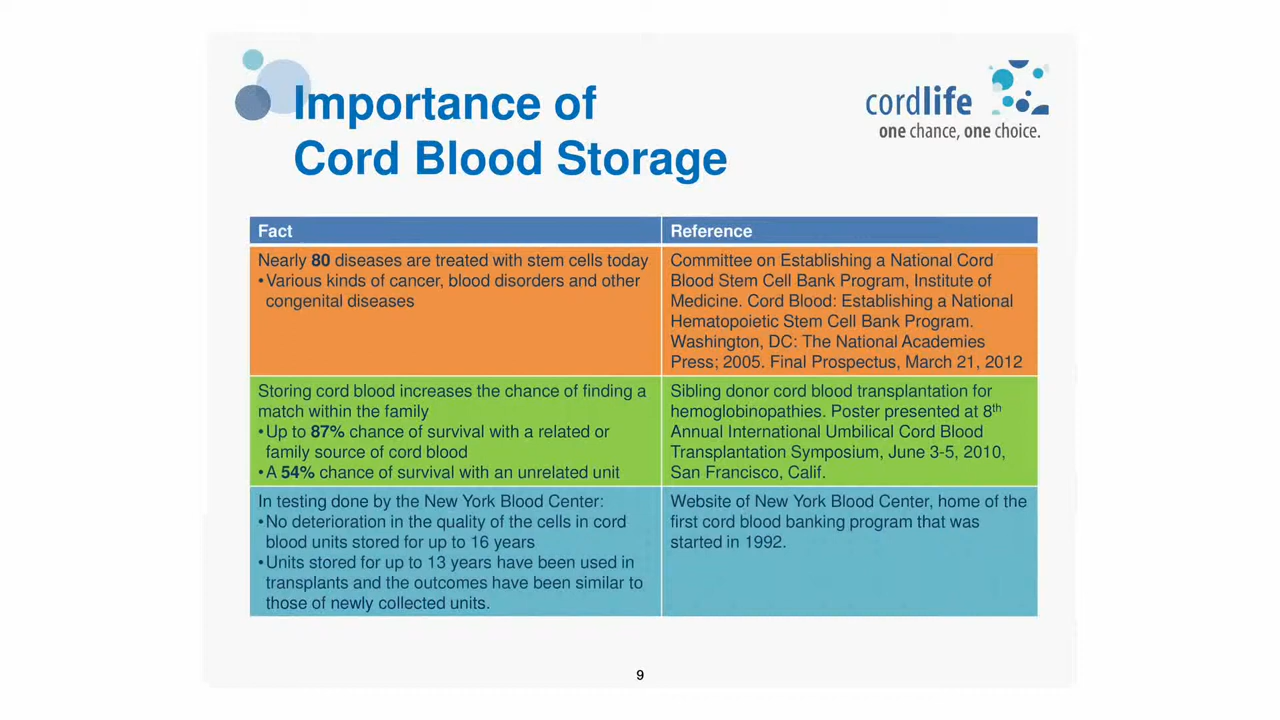 Importance of
Cord Blood Storage
cordlife
one chance, one choice.
Fact
Reference
Nearly 80 diseases are treated with stem cells today
•Various kinds of cancer, blood disorders and other
congenital diseases
Committee on Establishing a National Cord
Blood Stem Cell Bank Program, Institute of
Medicine. Cord Blood: Establishing a National
Hematopoietic Stem Cell Bank Program.
Washington, DC: The National Academies
Press; 2005. Final Prospectus, March 21, 2012
Storing cord blood increases the chance of finding a
match within the family
•Up to 87% chance of survival with a related or
family source of cord blood
•A 54% chance of survival with an unrelated unit
Sibling donor cord blood transplantation for
hemoglobinopathies. Poster presented at 8th
Annual International Umbilical Cord Blood
Transplantation Symposium, June 3-5, 2010,
San Francisco, Calif.
In testing done by the New York Blood Center:
•No deterioration in the quality of the cells in cord
blood units stored for up to 16 years
•Units stored for up to 13 years have been used in
transplants and the outcomes have been similar to
those of newly collected units.
Website of New York Blood Center, home of the
first cord blood banking program that was
started in 1992.
9